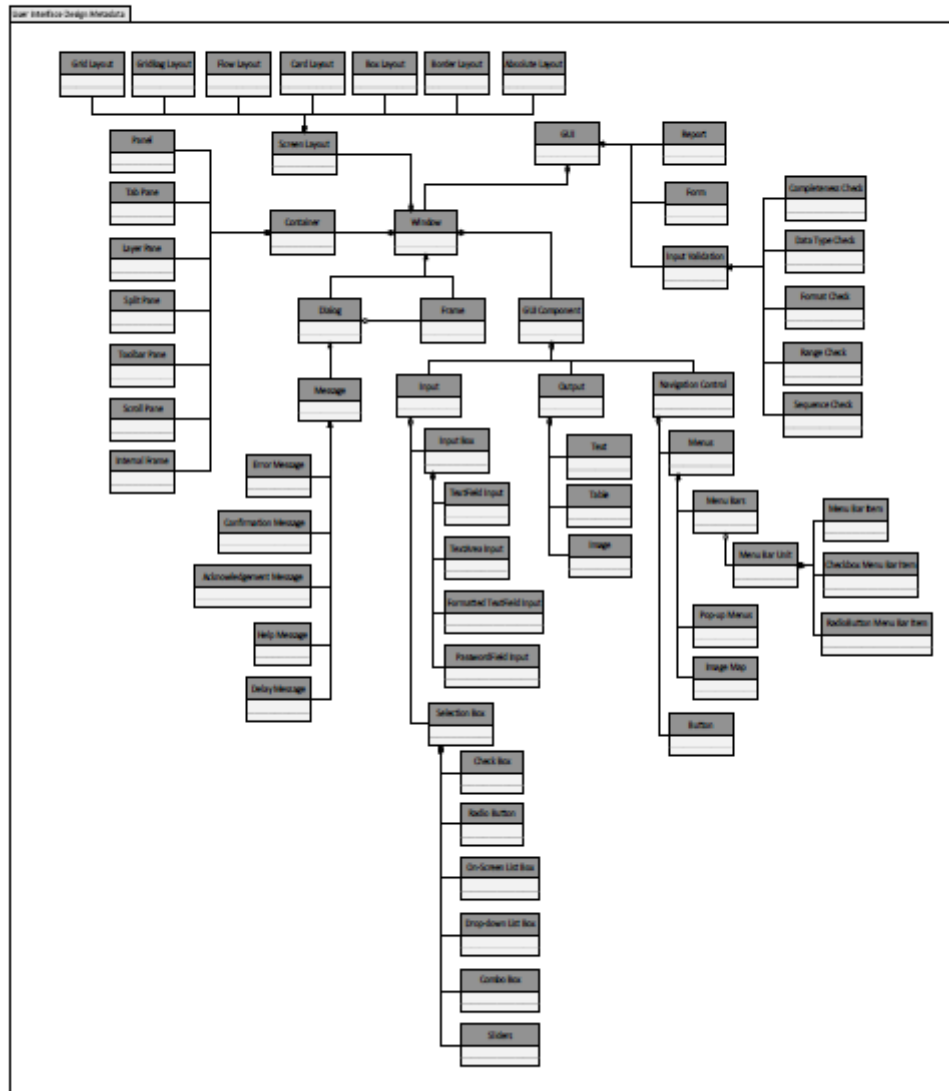 User Interface Design Metadata
Grid Layout
GridBag Layout
Flow Layout
Card Layout
Box Layout
Border Layout
Absolute Layout
Panel
Screen Layout
GUI
Report
Tab Pane
Form
Completeness Check
Container
Window
Layer Pane
Input Validation
Data Type Check
Split Pane
Dialog
Frame
GUI Component
Format Check
Toolbar Pane
Range Check
Message
Input
Output
Navigation Control
Scroll Pane
Sequence Check
Internal Frame
Input Box
Text
Menus
Error Message
TextField Input
Table
Menu Bars
Menu Bar Item
Confirmation Message
TextArea Input
Image
Menu Bar Unit
Checkbox Menu Bar Item
Acknowledgement Message
Formatted TextField Input
Pop-up Menus
RadioButton Menu Bar Item
Help Message
PasswordField Input
Image Map
Delay Message
Selection Box
Button
Check Box
Radio Button
On-Screen List Box
Drop-down List Box
Combo Box
Sliders